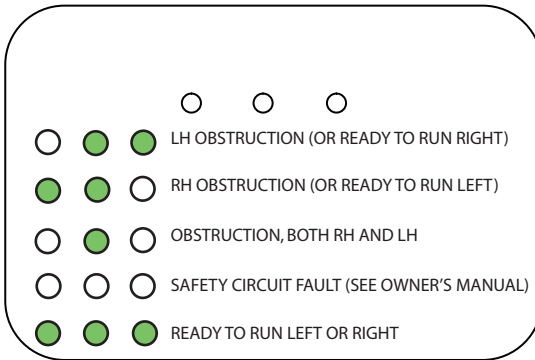 LH OBSTRUCTION (OR READY TO RUN RIGHT)
RH OBSTRUCTION (OR READY TO RUN LEFT)
OBSTRUCTION, BOTH RH AND LH
SAFETY CIRCUIT FAULT (SEE OWNER'S MANUAL)
READY TO RUN LEFT OR RIGHT